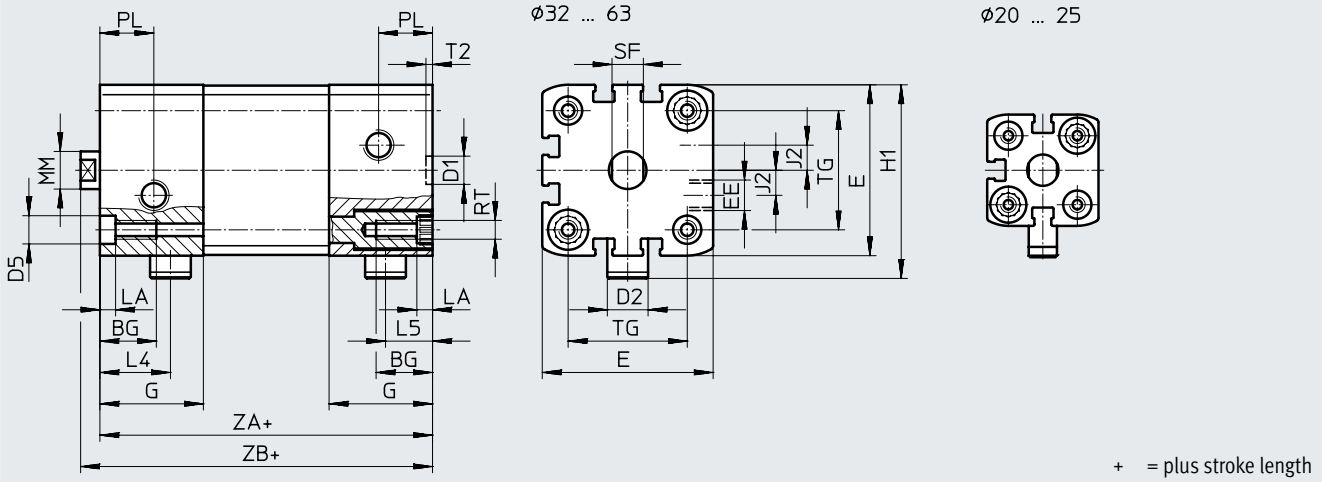 ø32 ... 63
ø20 ... 25
PL
PL
T2
SF
MM
D1
RT
J2
J2
TG
EE
E
H1
D5
LA
LA
BG
L5
D2
L4
BG
TG
G
G
E
ZA+
ZB+
+ = plus stroke length